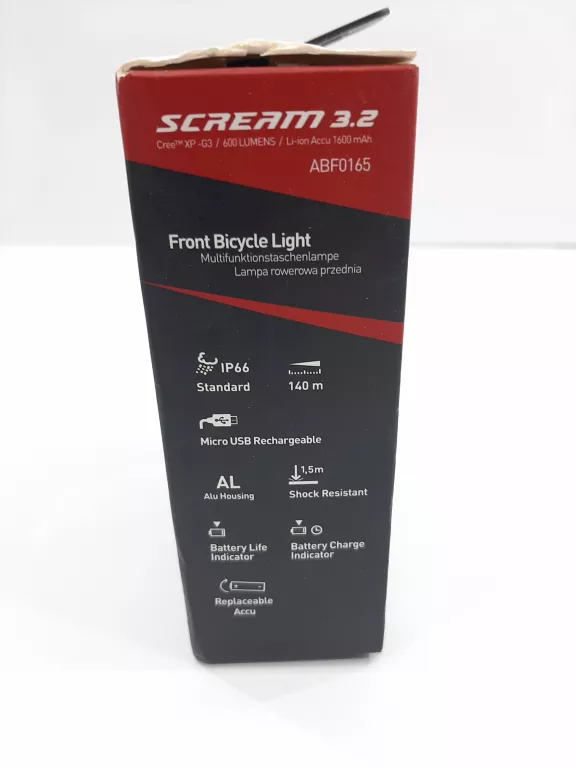 SCREAM 3.2
Cree™ XP -G3 / 600 LUMENS / Li-ion Accu 1600 mAh
ABF0165
Front Bicycle Light
Multifunktionstaschenlampe
Lampa rowerowa przednia
IP66
Standard
140 m
Micro USB Rechargeable
AL
Alu Housing
1,5m
Shock Resistant
Battery Life
Indicator
Battery Charge
Indicator
Replaceable
Accu